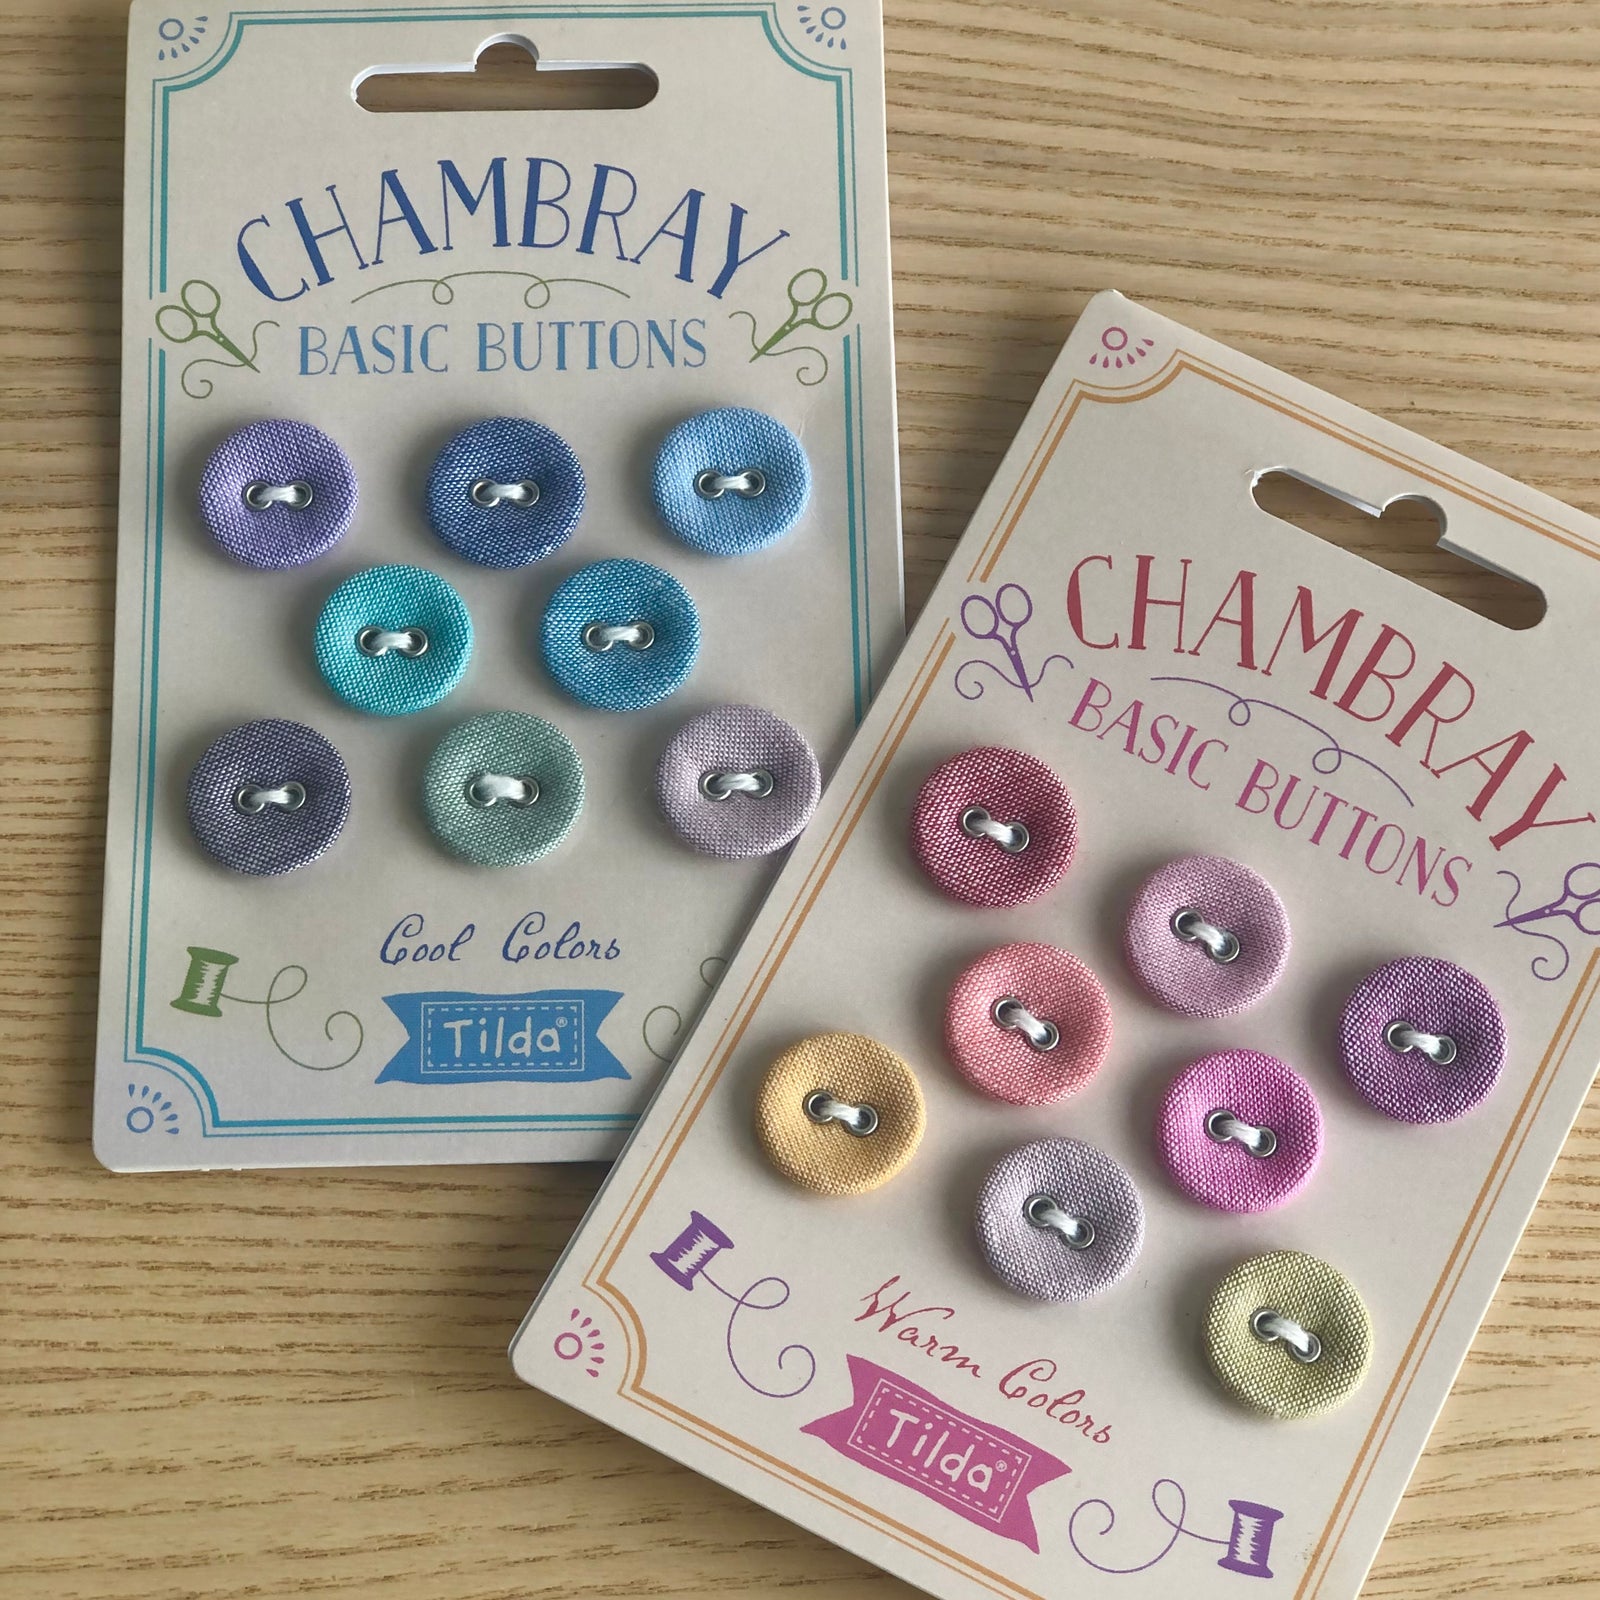 CHAMBRAY
BASIC BUTTONS
Cool Colors
Tilda®
CHAMBRAY
BASIC BUTTONS
Warm Colors
Tilda®